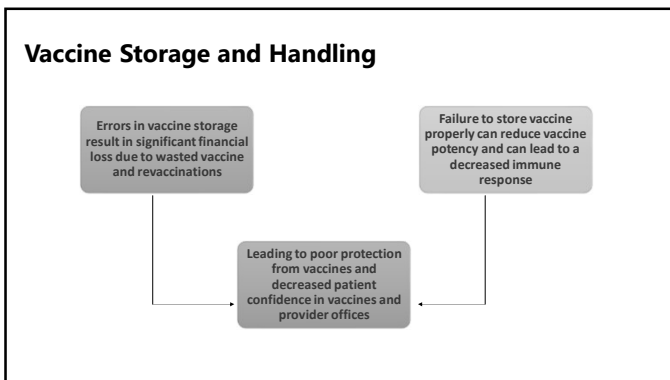 Vaccine Storage and Handling
Errors in vaccine storage
result in significant financial
loss due to wasted vaccine
and revaccinations
Failure to store vaccine
properly can reduce vaccine
potency and can lead to a
decreased immune
response
Leading to poor protection
from vaccines and
decreased patient
confidence in vaccines and
provider offices